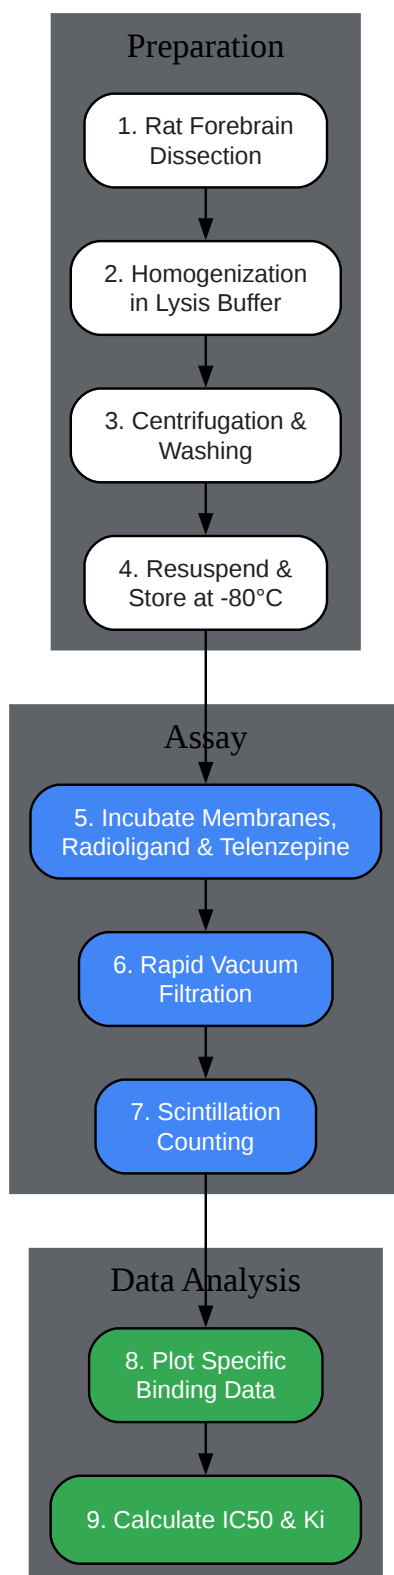 Preparation
1. Rat Forebrain
Dissection
2. Homogenization
in Lysis Buffer
3. Centrifugation &
Washing
4. Resuspend &
Store at -80°C
Assay
5. Incubate Membranes,
Radioligand & Telenzepine
6. Rapid Vacuum
Filtration
7. Scintillation
Counting
Data Analysis
8. Plot Specific
Binding Data
9. Calculate IC50 & Ki